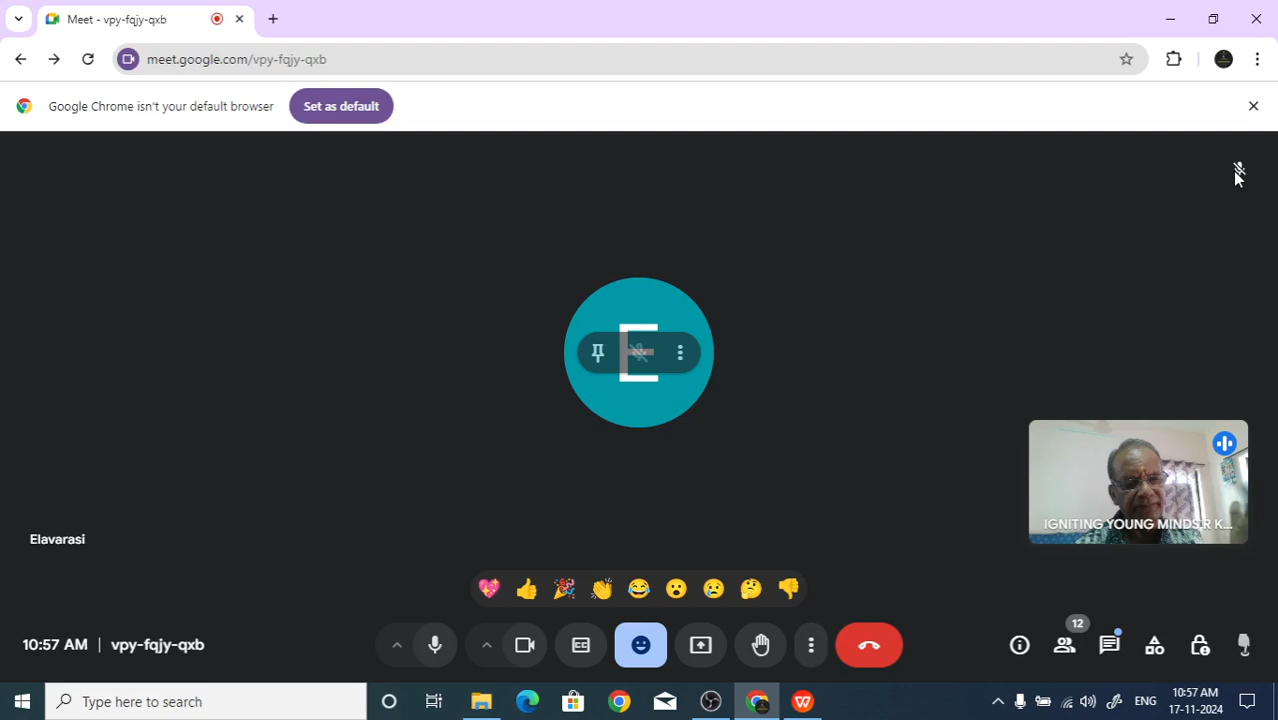 Meet - vpy-fqjy-qxb
meet.google.com/vpy-fqjy-qxb
Google Chrome isn't your default browser
Set as default
E
Elavarasi
IGNITING YOUNG MINDS R K...
10:57 AM | vpy-fqjy-qxb
12
Type here to search
ENG
10:57 AM
17-11-2024